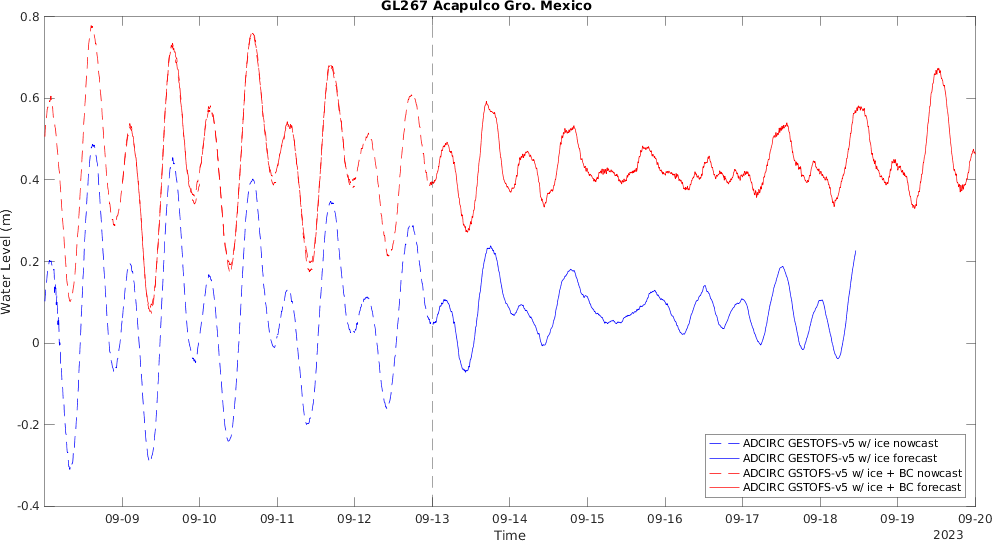 GL267 Acapulco Gro. Mexico
Water Level (m)
0.8
0.6
0.4
0.2
0
-0.2
-0.4
ADCIRC GESTOFS-v5 w/ ice nowcast
ADCIRC GESTOFS-v5 w/ ice forecast
ADCIRC GSTOFS-v5 w/ ice + BC nowcast
ADCIRC GSTOFS-v5 w/ ice + BC forecast
09-09 09-10 09-11 09-12 09-13 09-14 09-15 09-16 09-17 09-18 09-19 09-20
Time
2023